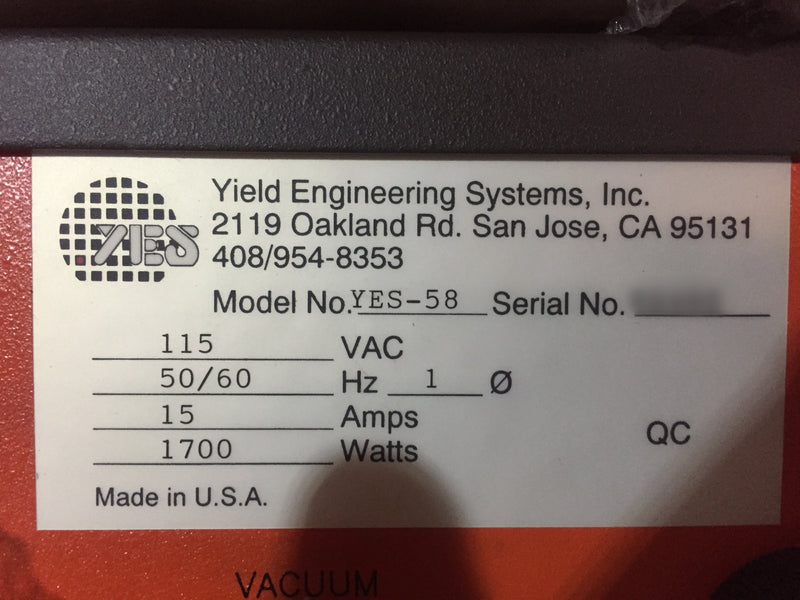 YES
Yield Engineering Systems, Inc.
2119 Oakland Rd. San Jose, CA 95131
408/954-8353
Model No. YES-58 Serial No.
115 VAC
50/60 Hz 1 Ø
15 Amps
1700 Watts
QC
Made in U.S.A.
VACUUM